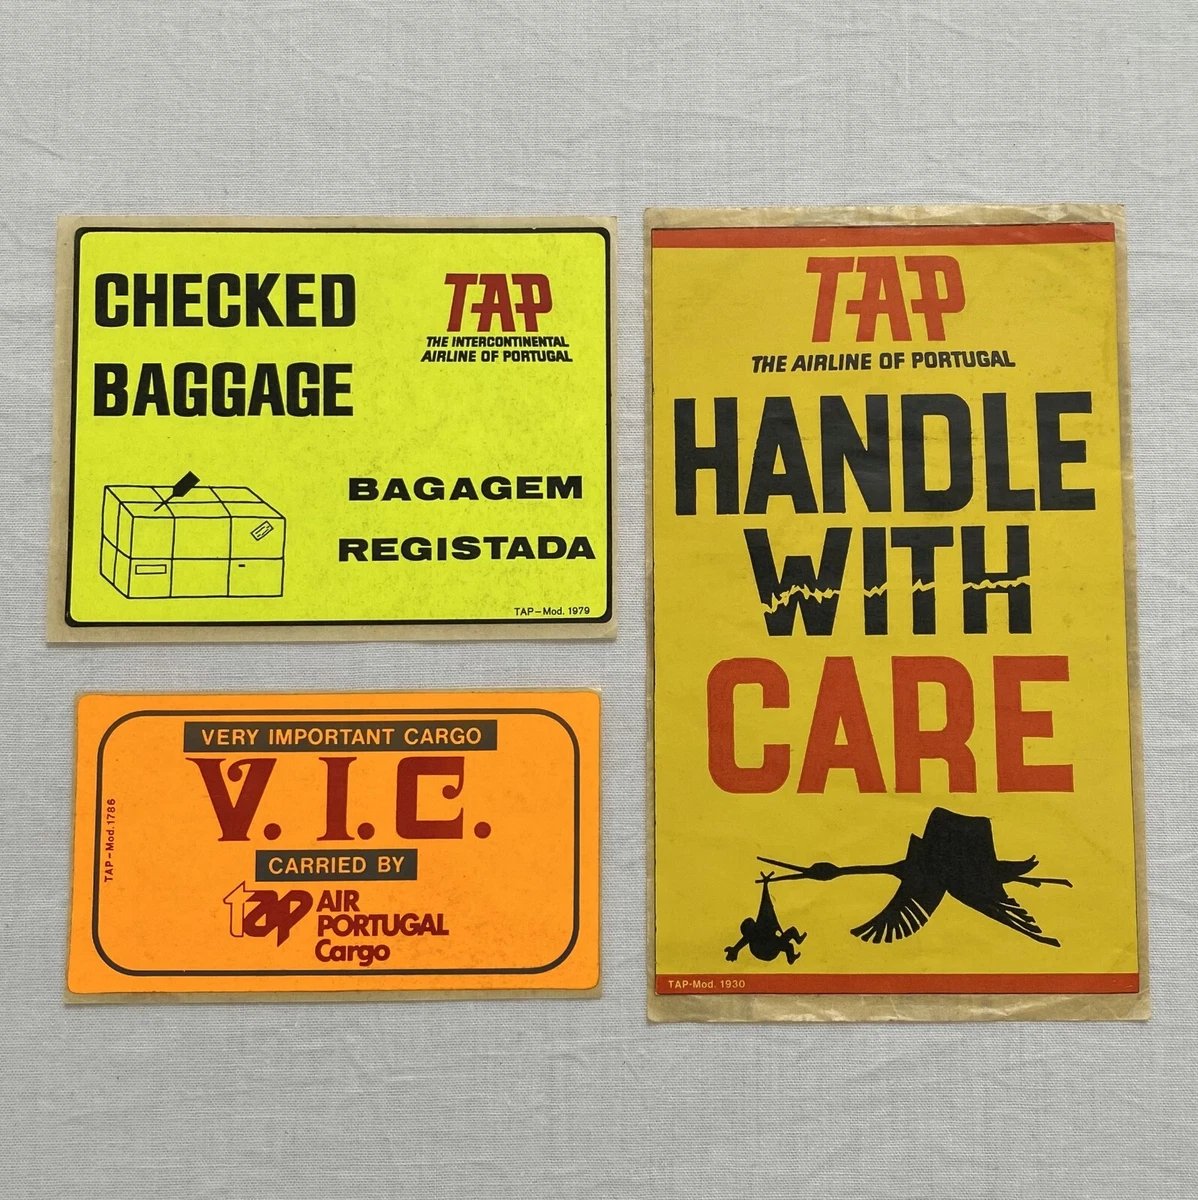 CHECKED
BAGGAGE
TAP
THE INTERCONTINENTAL
AIRLINE OF PORTUGAL
BAGAGEM
REGISTADA
TAP-Mod. 1979
VERY IMPORTANT CARGO
V. I. C.
CARRIED BY
tap AIR
PORTUGAL
Cargo
TAP-Mod. 1786
TAP
THE AIRLINE OF PORTUGAL
HANDLE
WITH
CARE
TAP-Mod. 1930